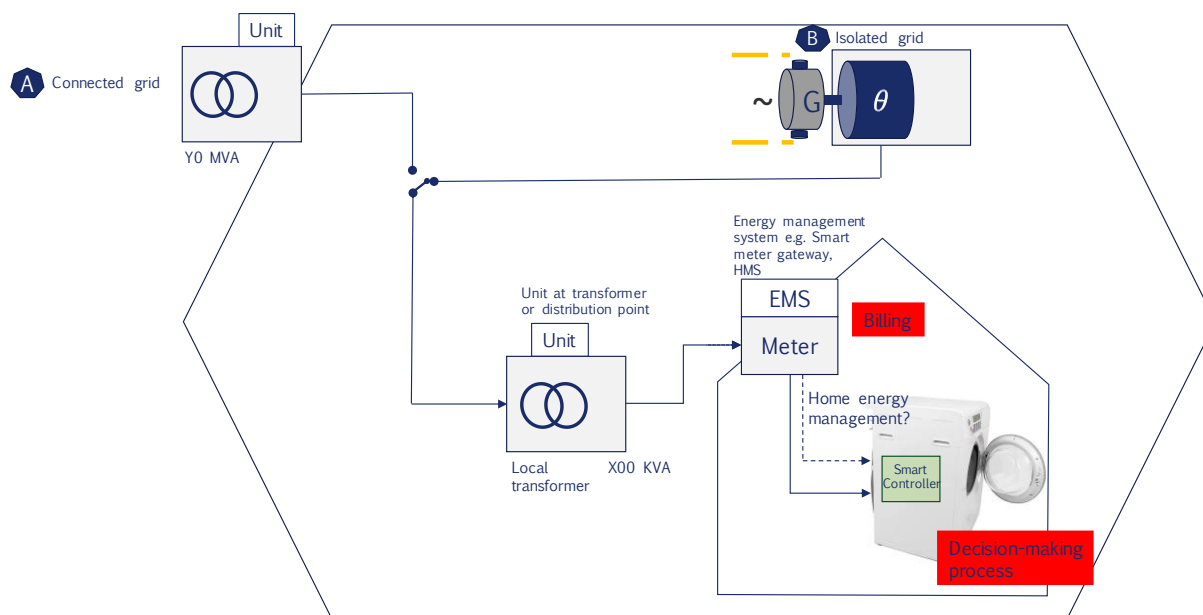 Unit
A Connected grid
Y0 MVA
B Isolated grid
~
G
θ
Energy management
system e.g. Smart
meter gateway,
HMS
EMS
Meter
Billing
Unit at transformer
or distribution point
Unit
Local
transformer
X00 KVA
Home energy
management?
Smart
Controller
Decision-making
process